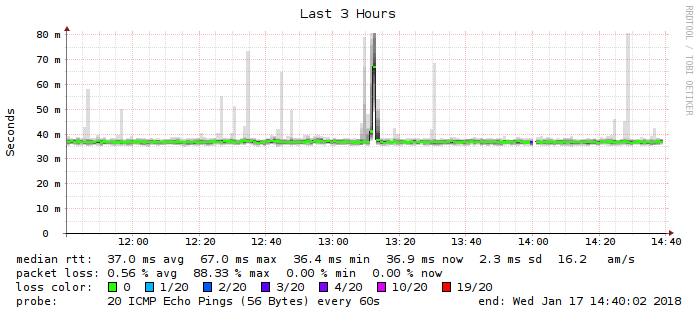 Last 3 Hours
RRDTOOL / TOBI OETIKER
Seconds
80 m
70 m
60 m
50 m
40 m
30 m
20 m
10 m
0
12:00 12:20 12:40 13:00 13:20 13:40 14:00 14:20 14:40
median rtt: 37.0 ms avg 67.0 ms max 36.4 ms min 36.9 ms now 2.3 ms sd 16.2 am/s
packet loss: 0.56 % avg 88.33 % max 0.00 % min 0.00 % now
loss color: 0 1/20 2/20 3/20 4/20 10/20 19/20
probe: 20 ICMP Echo Pings (56 Bytes) every 60s end: Wed Jan 17 14:40:02 2018